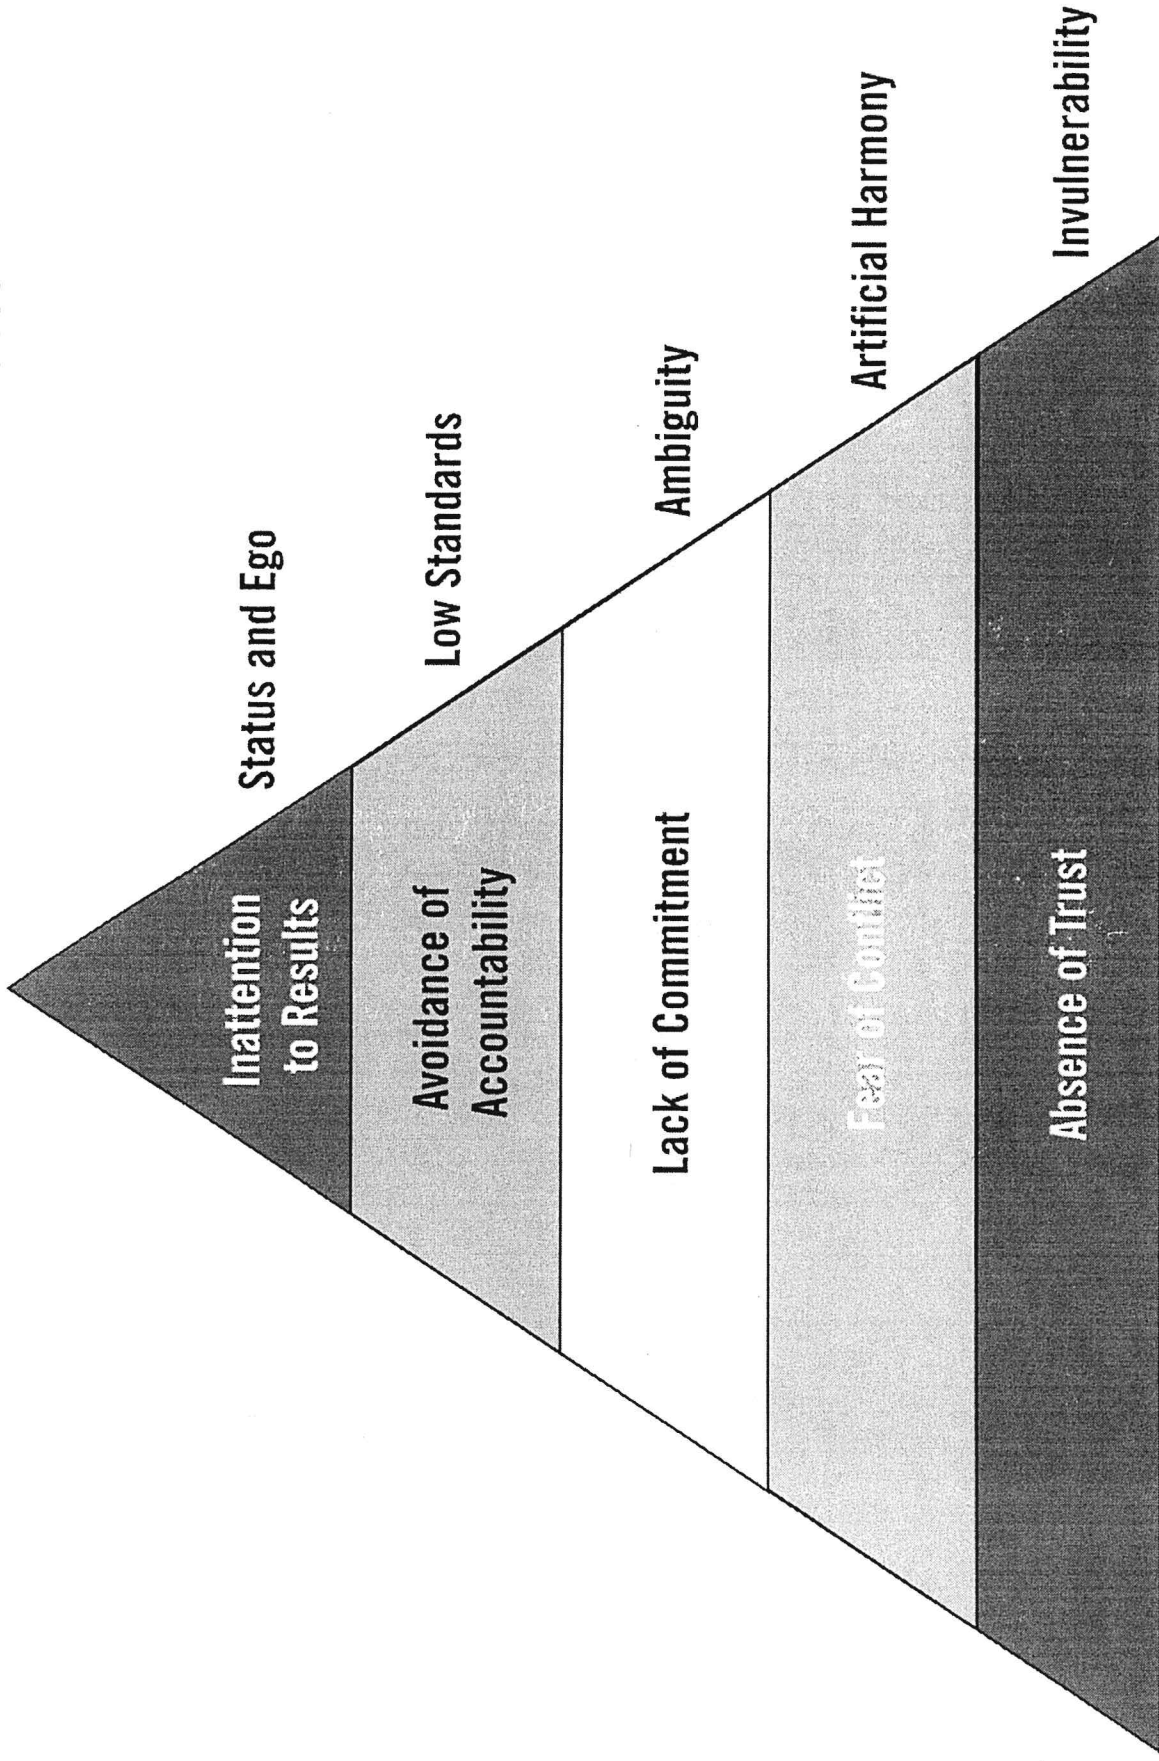 Status and Ego
Inattention
to Results
Low Standards
Avoidance of
Accountability
Ambiguity
Lack of Commitment
Artificial Harmony
Fear of Conflict
Invulnerability
Absence of Trust